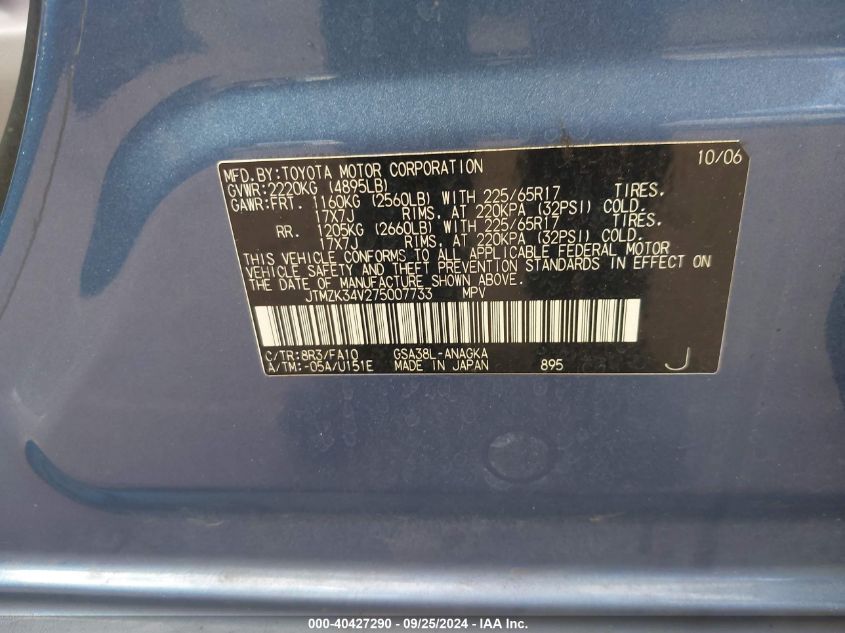 MFD.BY:TOYOTA MOTOR CORPORATION 10/06
GVWR:2220KG (4895LB)
GAWR:FRT. 1160KG (2560LB) WITH 225/65R17 TIRES.
17X7J RIMS, AT 220KPA (32PSI) COLD.
RR. 1205KG (2660LB) WITH 225/65R17 TIRES.
17X7J RIMS, AT 220KPA (32PSI) COLD.
THIS VEHICLE CONFORMS TO ALL APPLICABLE FEDERAL MOTOR
VEHICLE SAFETY AND THEFT PREVENTION STANDARDS IN EFFECT ON
THE DATE OF MANUFACTURE SHOWN ABOVE.
JTMZK34V275007733 MPV
C/TR:8R3/FA10 GSA38L-ANAGKA
A/TM:-05A/U151E MADE IN JAPAN 895 J
000-40427290 - 09/25/2024 - IAA Inc.